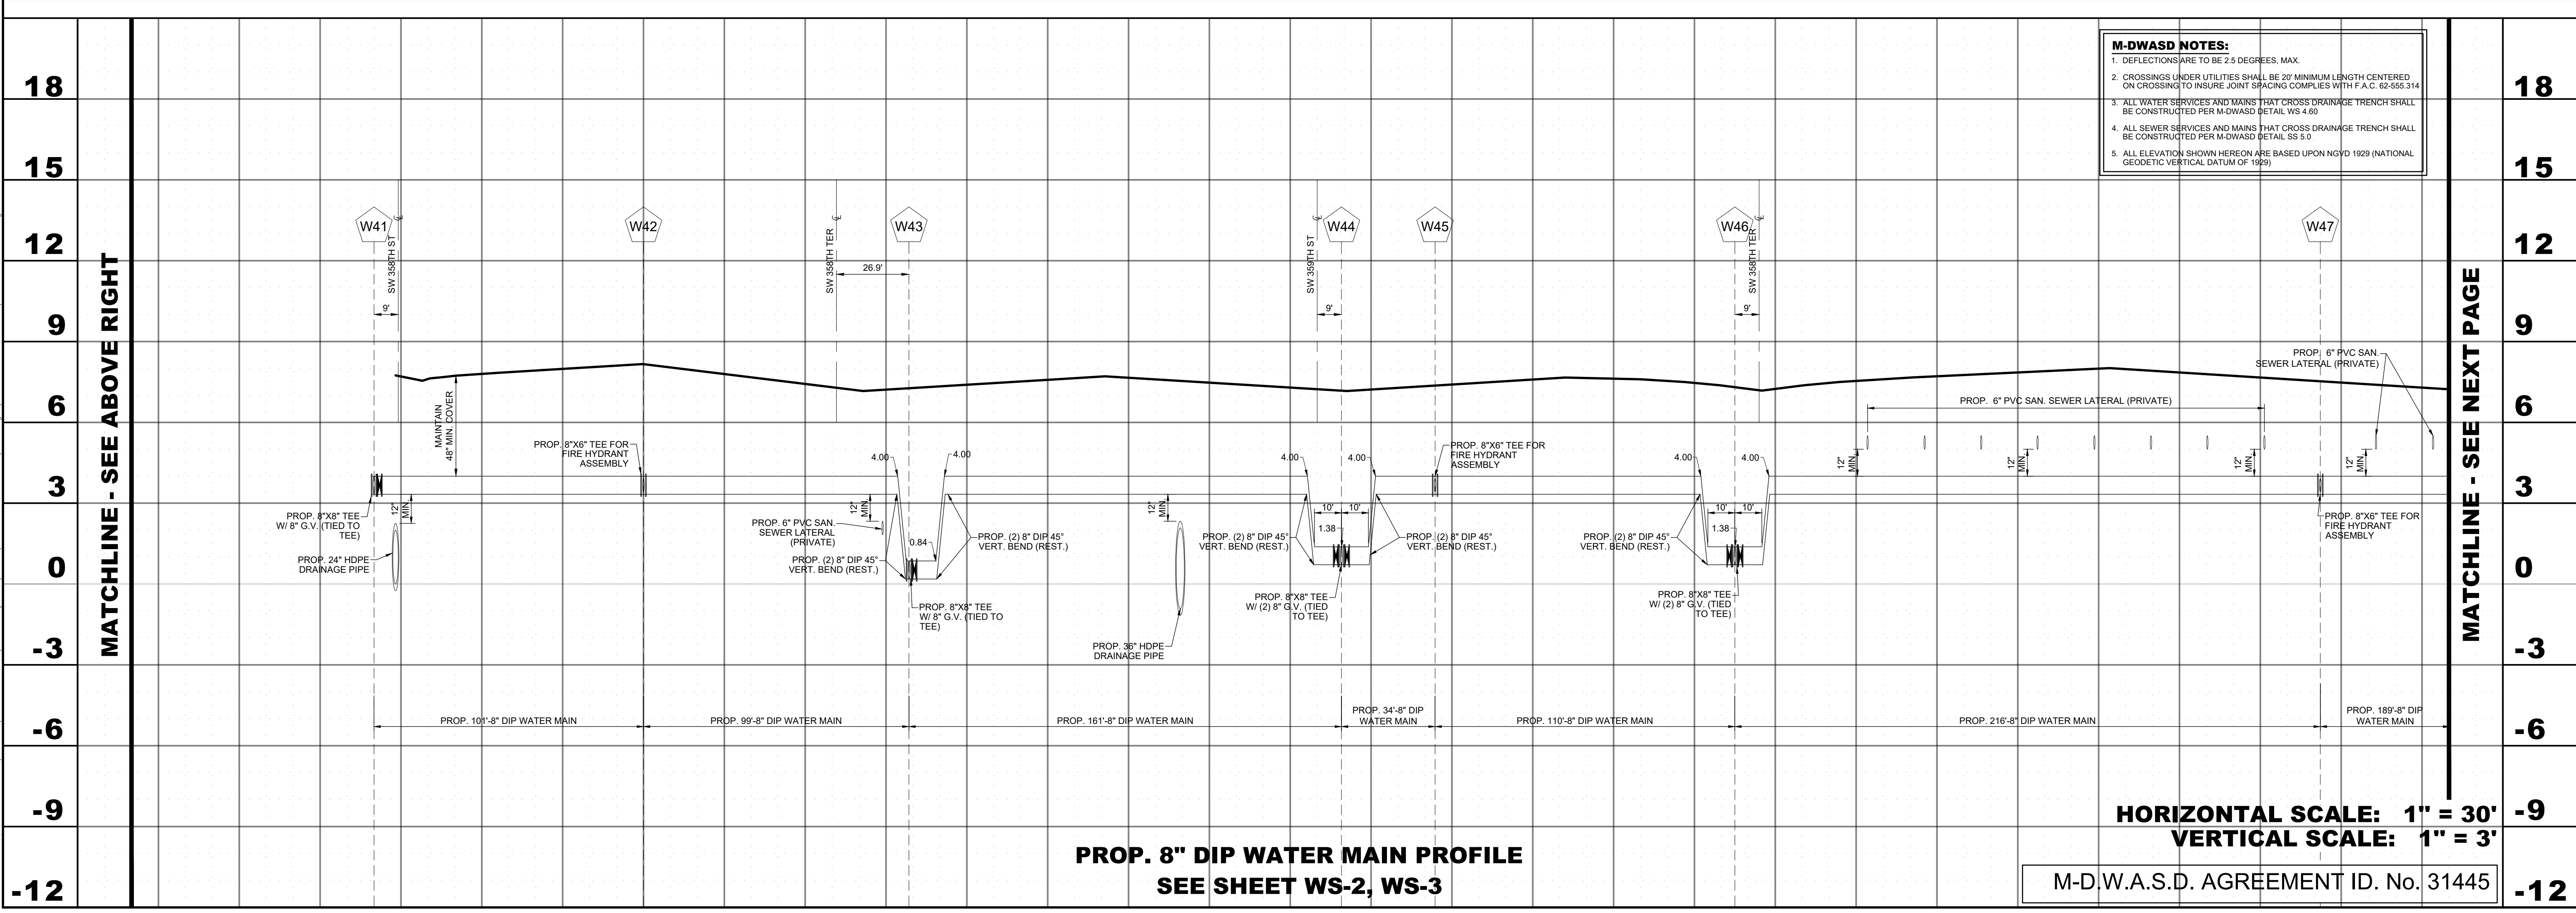 M-DWASD NOTES:
1. DEFLECTIONS ARE TO BE 2.5 DEGREES, MAX.
2. CROSSINGS UNDER UTILITIES SHALL BE 20' MINIMUM LENGTH CENTERED
ON CROSSING TO INSURE JOINT SPACING COMPLIES WITH F.A.C. 62-555.314
3. ALL WATER SERVICES AND MAINS THAT CROSS DRAINAGE TRENCH SHALL
BE CONSTRUCTED PER M-DWASD DETAIL WS 4.60
4. ALL SEWER SERVICES AND MAINS THAT CROSS DRAINAGE TRENCH SHALL
BE CONSTRUCTED PER M-DWASD DETAIL SS 5.0
5. ALL ELEVATION SHOWN HEREON ARE BASED UPON NGVD 1929 (NATIONAL
GEODETIC VERTICAL DATUM OF 1929)
18
15
12
9
6
3
0
-3
-6
-9
-12
MATCHLINE - SEE ABOVE RIGHT
W41
SW 358TH ST
℄
9'
W42
SW 358TH TER
℄
W43
26.9'
SW 359TH ST
℄
W44
9'
W45
W46
SW 358TH TER
℄
9'
W47
MAINTAIN
48" MIN. COVER
PROP. 8"X8" TEE
W/ 8" G.V. (TIED TO
TEE)
12"
MIN.
PROP. 24" HDPE
DRAINAGE PIPE
PROP. 8"X6" TEE FOR
FIRE HYDRANT
ASSEMBLY
12"
MIN.
PROP. 6" PVC SAN.
SEWER LATERAL
(PRIVATE)
4.00
4.00
0.84
PROP. (2) 8" DIP 45°
VERT. BEND (REST.)
PROP. (2) 8" DIP 45°
VERT. BEND (REST.)
PROP. 8"X8" TEE
W/ 8" G.V. (TIED TO
TEE)
12"
MIN.
PROP. 36" HDPE
DRAINAGE PIPE
4.00
4.00
10'
10'
1.38
PROP. (2) 8" DIP 45°
VERT. BEND (REST.)
PROP. (2) 8" DIP 45°
VERT. BEND (REST.)
PROP. 8"X8" TEE
W/ (2) 8" G.V. (TIED
TO TEE)
PROP. 8"X6" TEE FOR
FIRE HYDRANT
ASSEMBLY
4.00
4.00
10'
10'
1.38
PROP. (2) 8" DIP 45°
VERT. BEND (REST.)
PROP. 8"X8" TEE
W/ (2) 8" G.V. (TIED
TO TEE)
PROP. 6" PVC SAN. SEWER LATERAL (PRIVATE)
12"
MIN.
12"
MIN.
12"
MIN.
12"
MIN.
PROP. 6" PVC SAN.
SEWER LATERAL (PRIVATE)
PROP. 8"X6" TEE FOR
FIRE HYDRANT
ASSEMBLY
PROP. 101'-8" DIP WATER MAIN
PROP. 99'-8" DIP WATER MAIN
PROP. 161'-8" DIP WATER MAIN
PROP. 34'-8" DIP
WATER MAIN
PROP. 110'-8" DIP WATER MAIN
PROP. 216'-8" DIP WATER MAIN
PROP. 189'-8" DIP
WATER MAIN
MATCHLINE - SEE NEXT PAGE
18
15
12
9
6
3
0
-3
-6
-9
-12
PROP. 8" DIP WATER MAIN PROFILE
SEE SHEET WS-2, WS-3
HORIZONTAL SCALE: 1" = 30'
VERTICAL SCALE: 1" = 3'
M-D.W.A.S.D. AGREEMENT ID. No. 31445